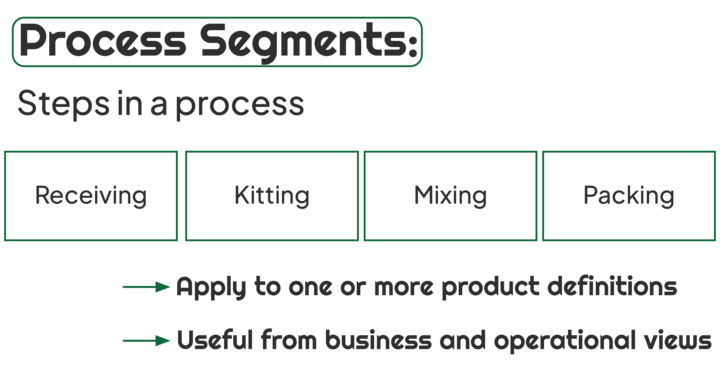 Process Segments:
Steps in a process
Receiving Kitting Mixing Packing
Apply to one or more product definitions
Useful from business and operational views